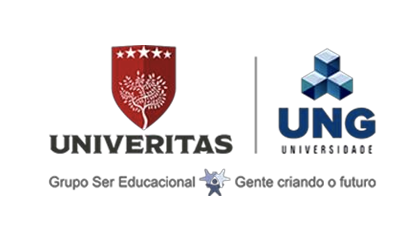 UNIVERITAS
UNG
UNIVERSIDADE
Grupo Ser Educacional Gente criando o futuro